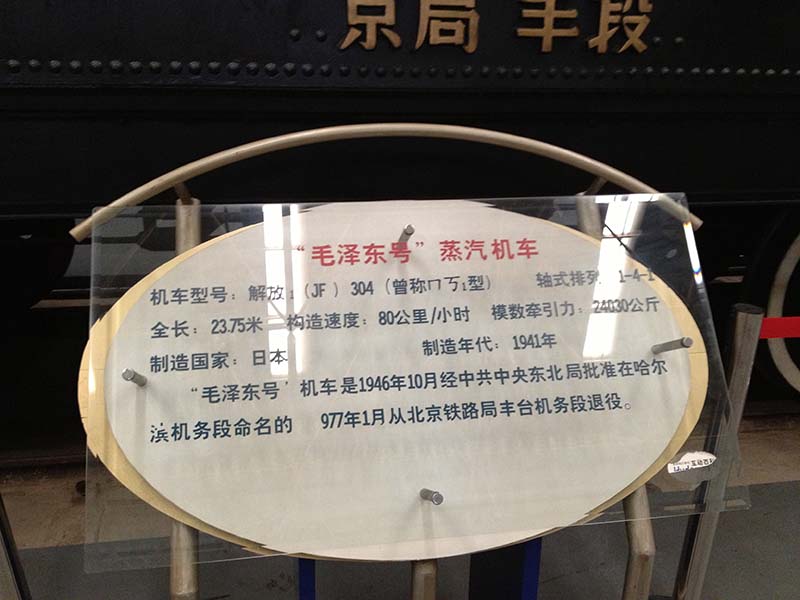 京局 丰段
“毛泽东号”蒸汽机车
机车型号：解放1（JF）304（曾称ㄇㄎ1型） 轴式排列 1-4-1
全长：23.75米 构造速度：80公里/小时 模数牵引力：24030公斤
制造国家：日本 制造年代：1941年
“毛泽东号”机车是1946年10月经中共中央东北局批准在哈尔
滨机务段命名的 977年1月从北京铁路局丰台机务段退役。
互动百科